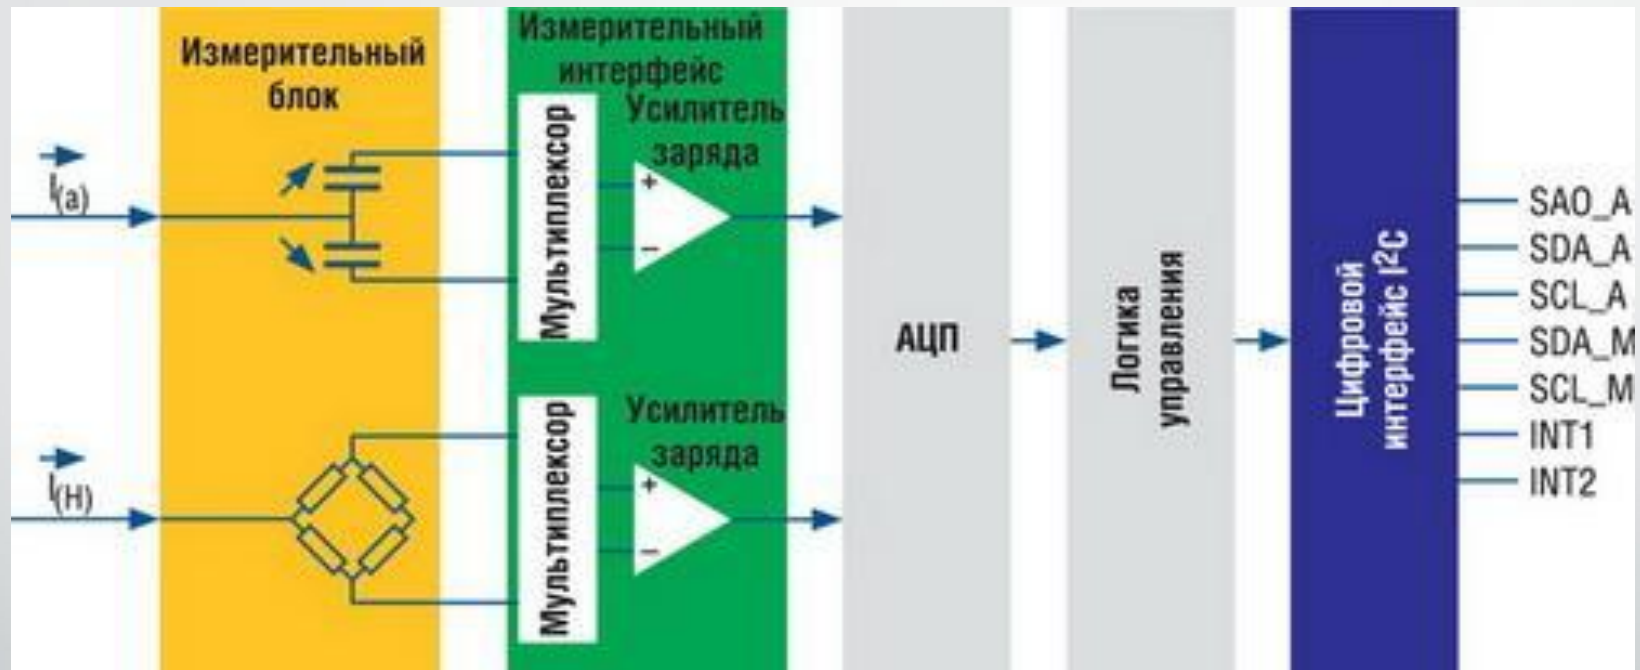 Измерительный
блок
I(a)
I(H)
Измерительный
интерфейс
Мультиплексор
Усилитель
заряда
+
−
Мультиплексор
Усилитель
заряда
+
−
АЦП
Логика
управления
Цифровой
интерфейс I²C
SAO_A
SDA_A
SCL_A
SDA_M
SCL_M
INT1
INT2